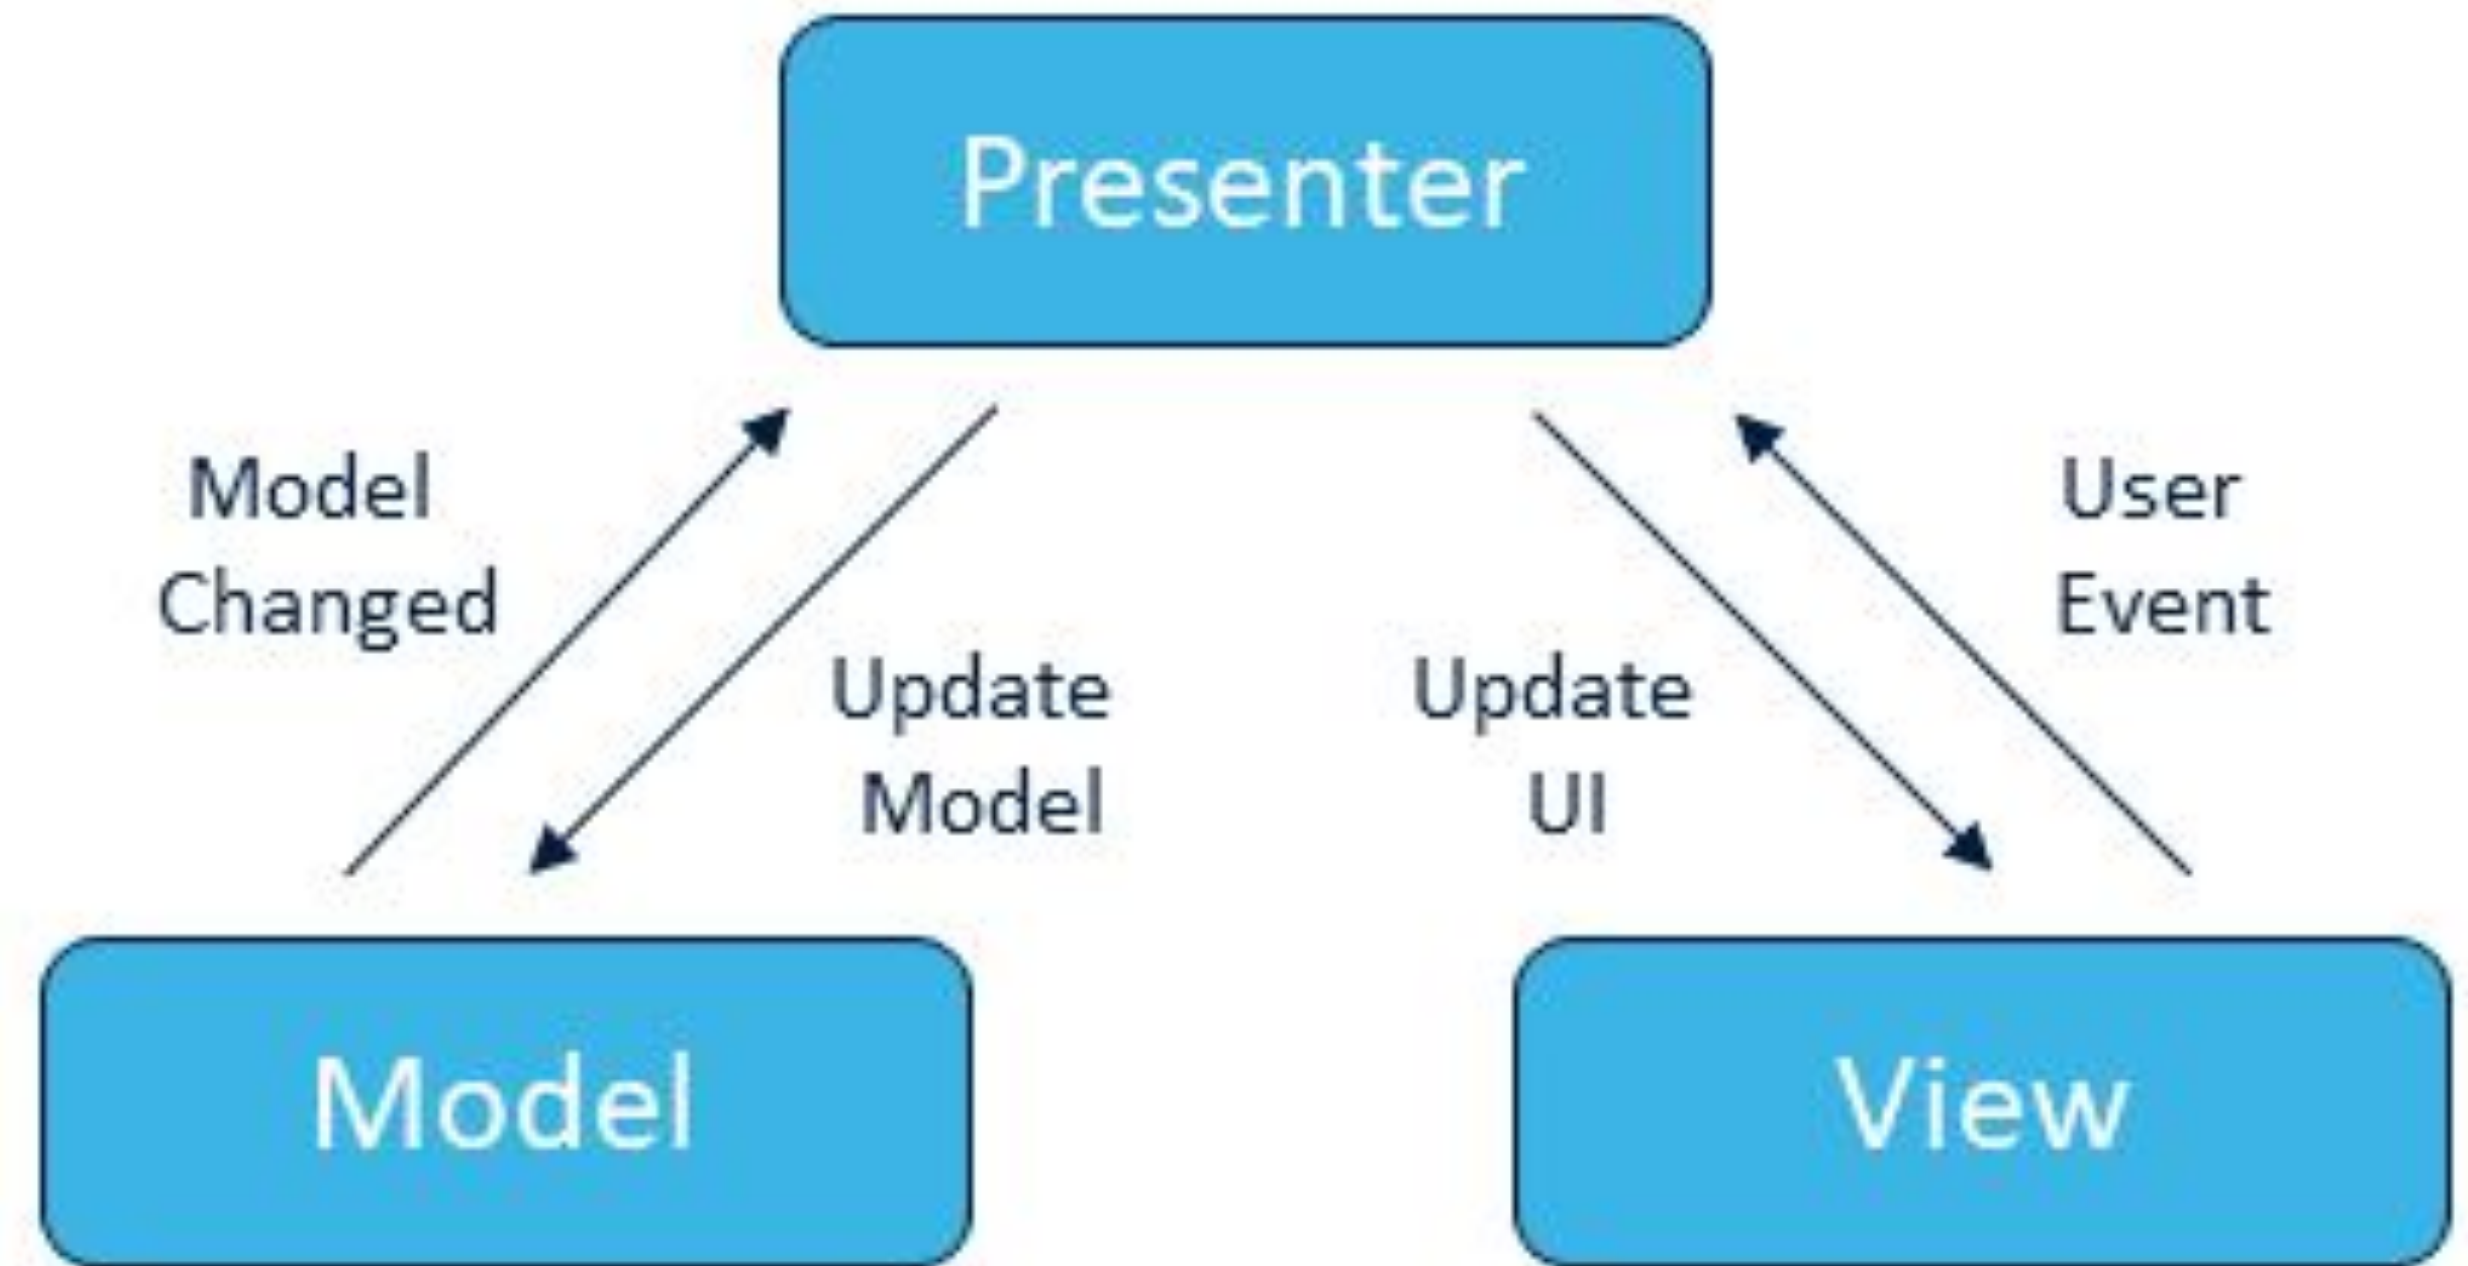 Presenter
Model
Changed
Update
Model
Update
UI
User
Event
Model
View